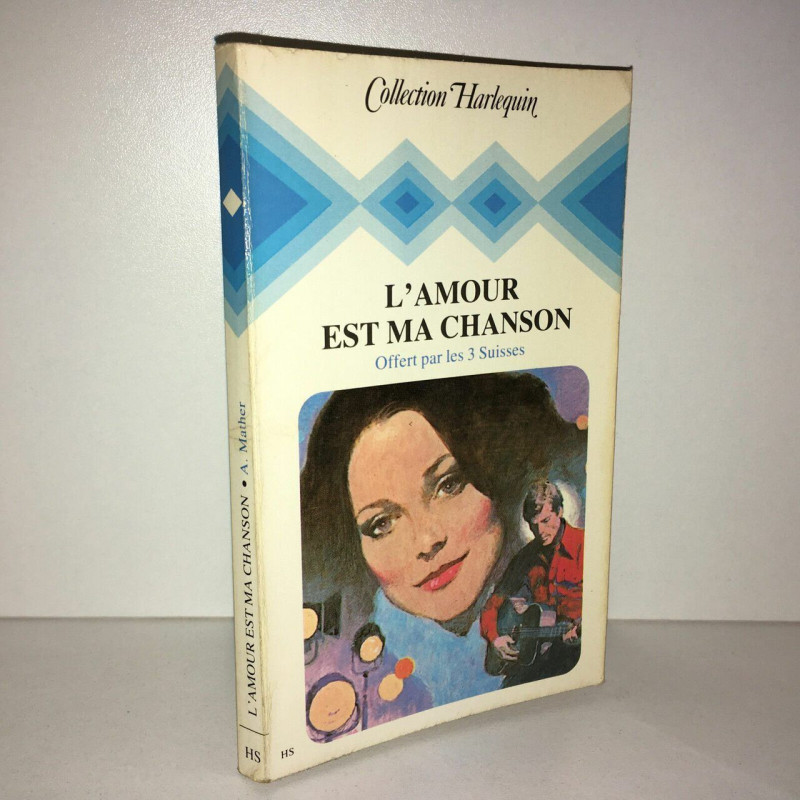 Collection Harlequin
L'AMOUR
EST MA CHANSON
Offert par les 3 Suisses
HS
L'AMOUR EST MA CHANSON • A. Mather
HS